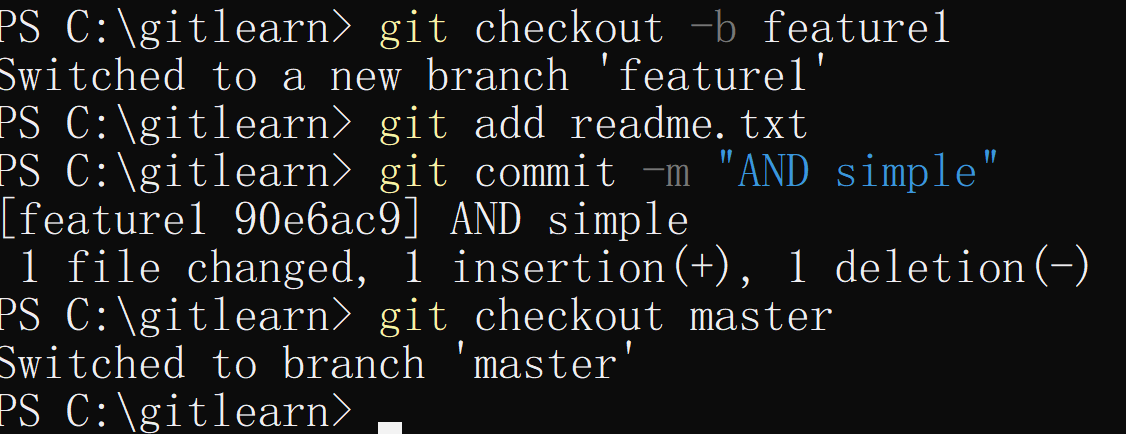 PS C:\gitlearn> git checkout -b feature1
Switched to a new branch 'feature1'
PS C:\gitlearn> git add readme.txt
PS C:\gitlearn> git commit -m "AND simple"
[feature1 90e6ac9] AND simple
 1 file changed, 1 insertion(+), 1 deletion(-)
PS C:\gitlearn> git checkout master
Switched to branch 'master'
PS C:\gitlearn>